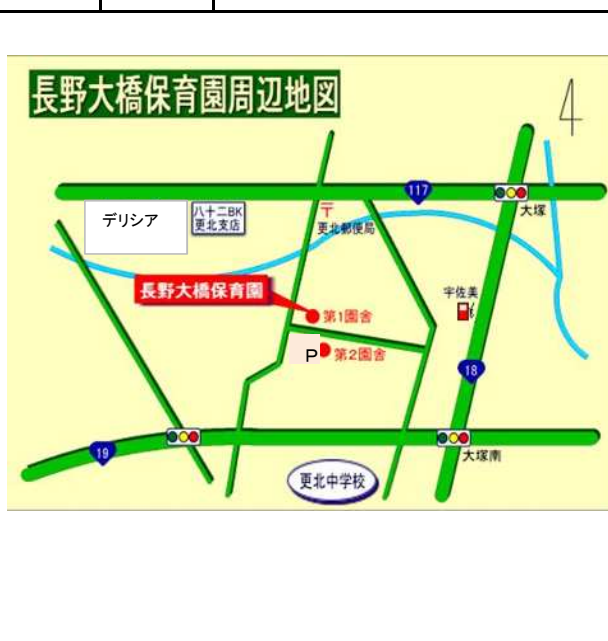 長野大橋保育園周辺地図
4
117
デリシア
八十二BK
更北支店
〒
更北郵便局
大塚
長野大橋保育園
宇佐美
第1園舎
P
第2園舎
18
19
大塚南
更北中学校